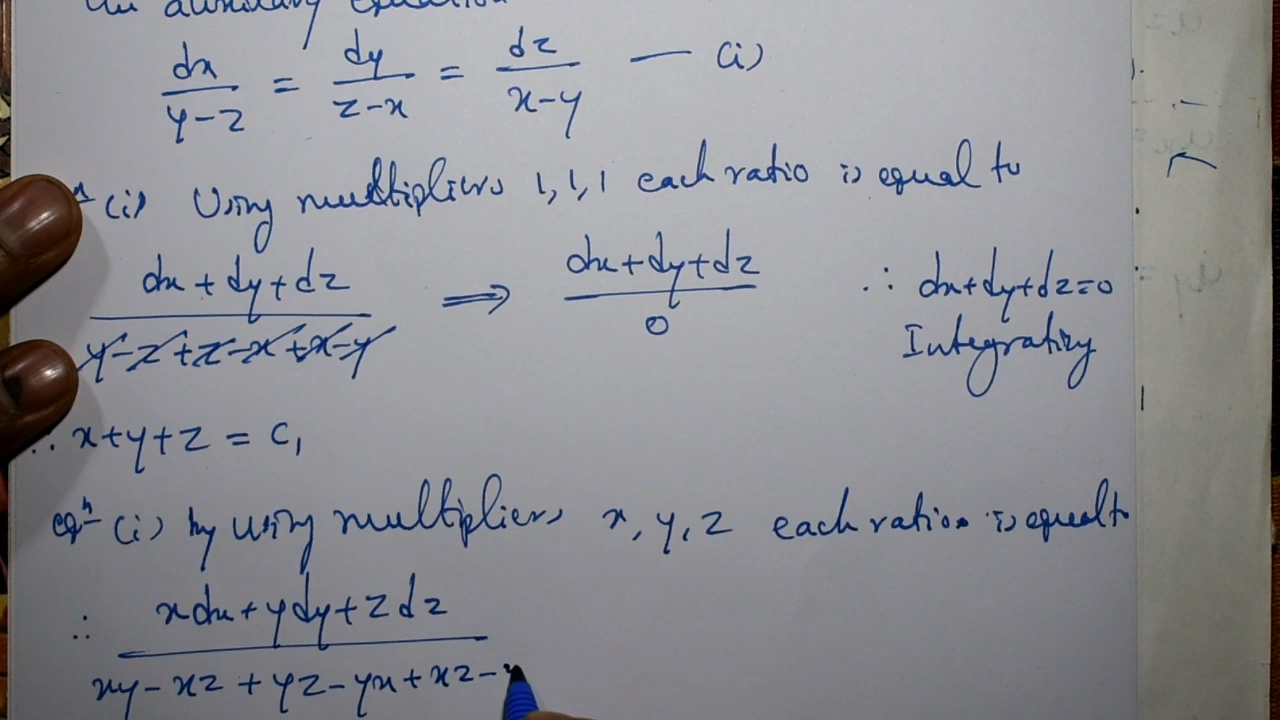 auxiliary equation
dx/y-z = dy/z-x = dz/x-y — (i)
(i) Using multipliers 1, 1, 1 each ratio is equal to
dx+dy+dz/y-z+z-x+x-y ⇒ dx+dy+dz/0 ∴ dx+dy+dz=0
Integrating
∴ x+y+z = c₁
eqⁿ (i) by using multipliers x, y, z each ratio is equal to
∴ xdx+ydy+zdz/xy-xz+yz-yx+xz-